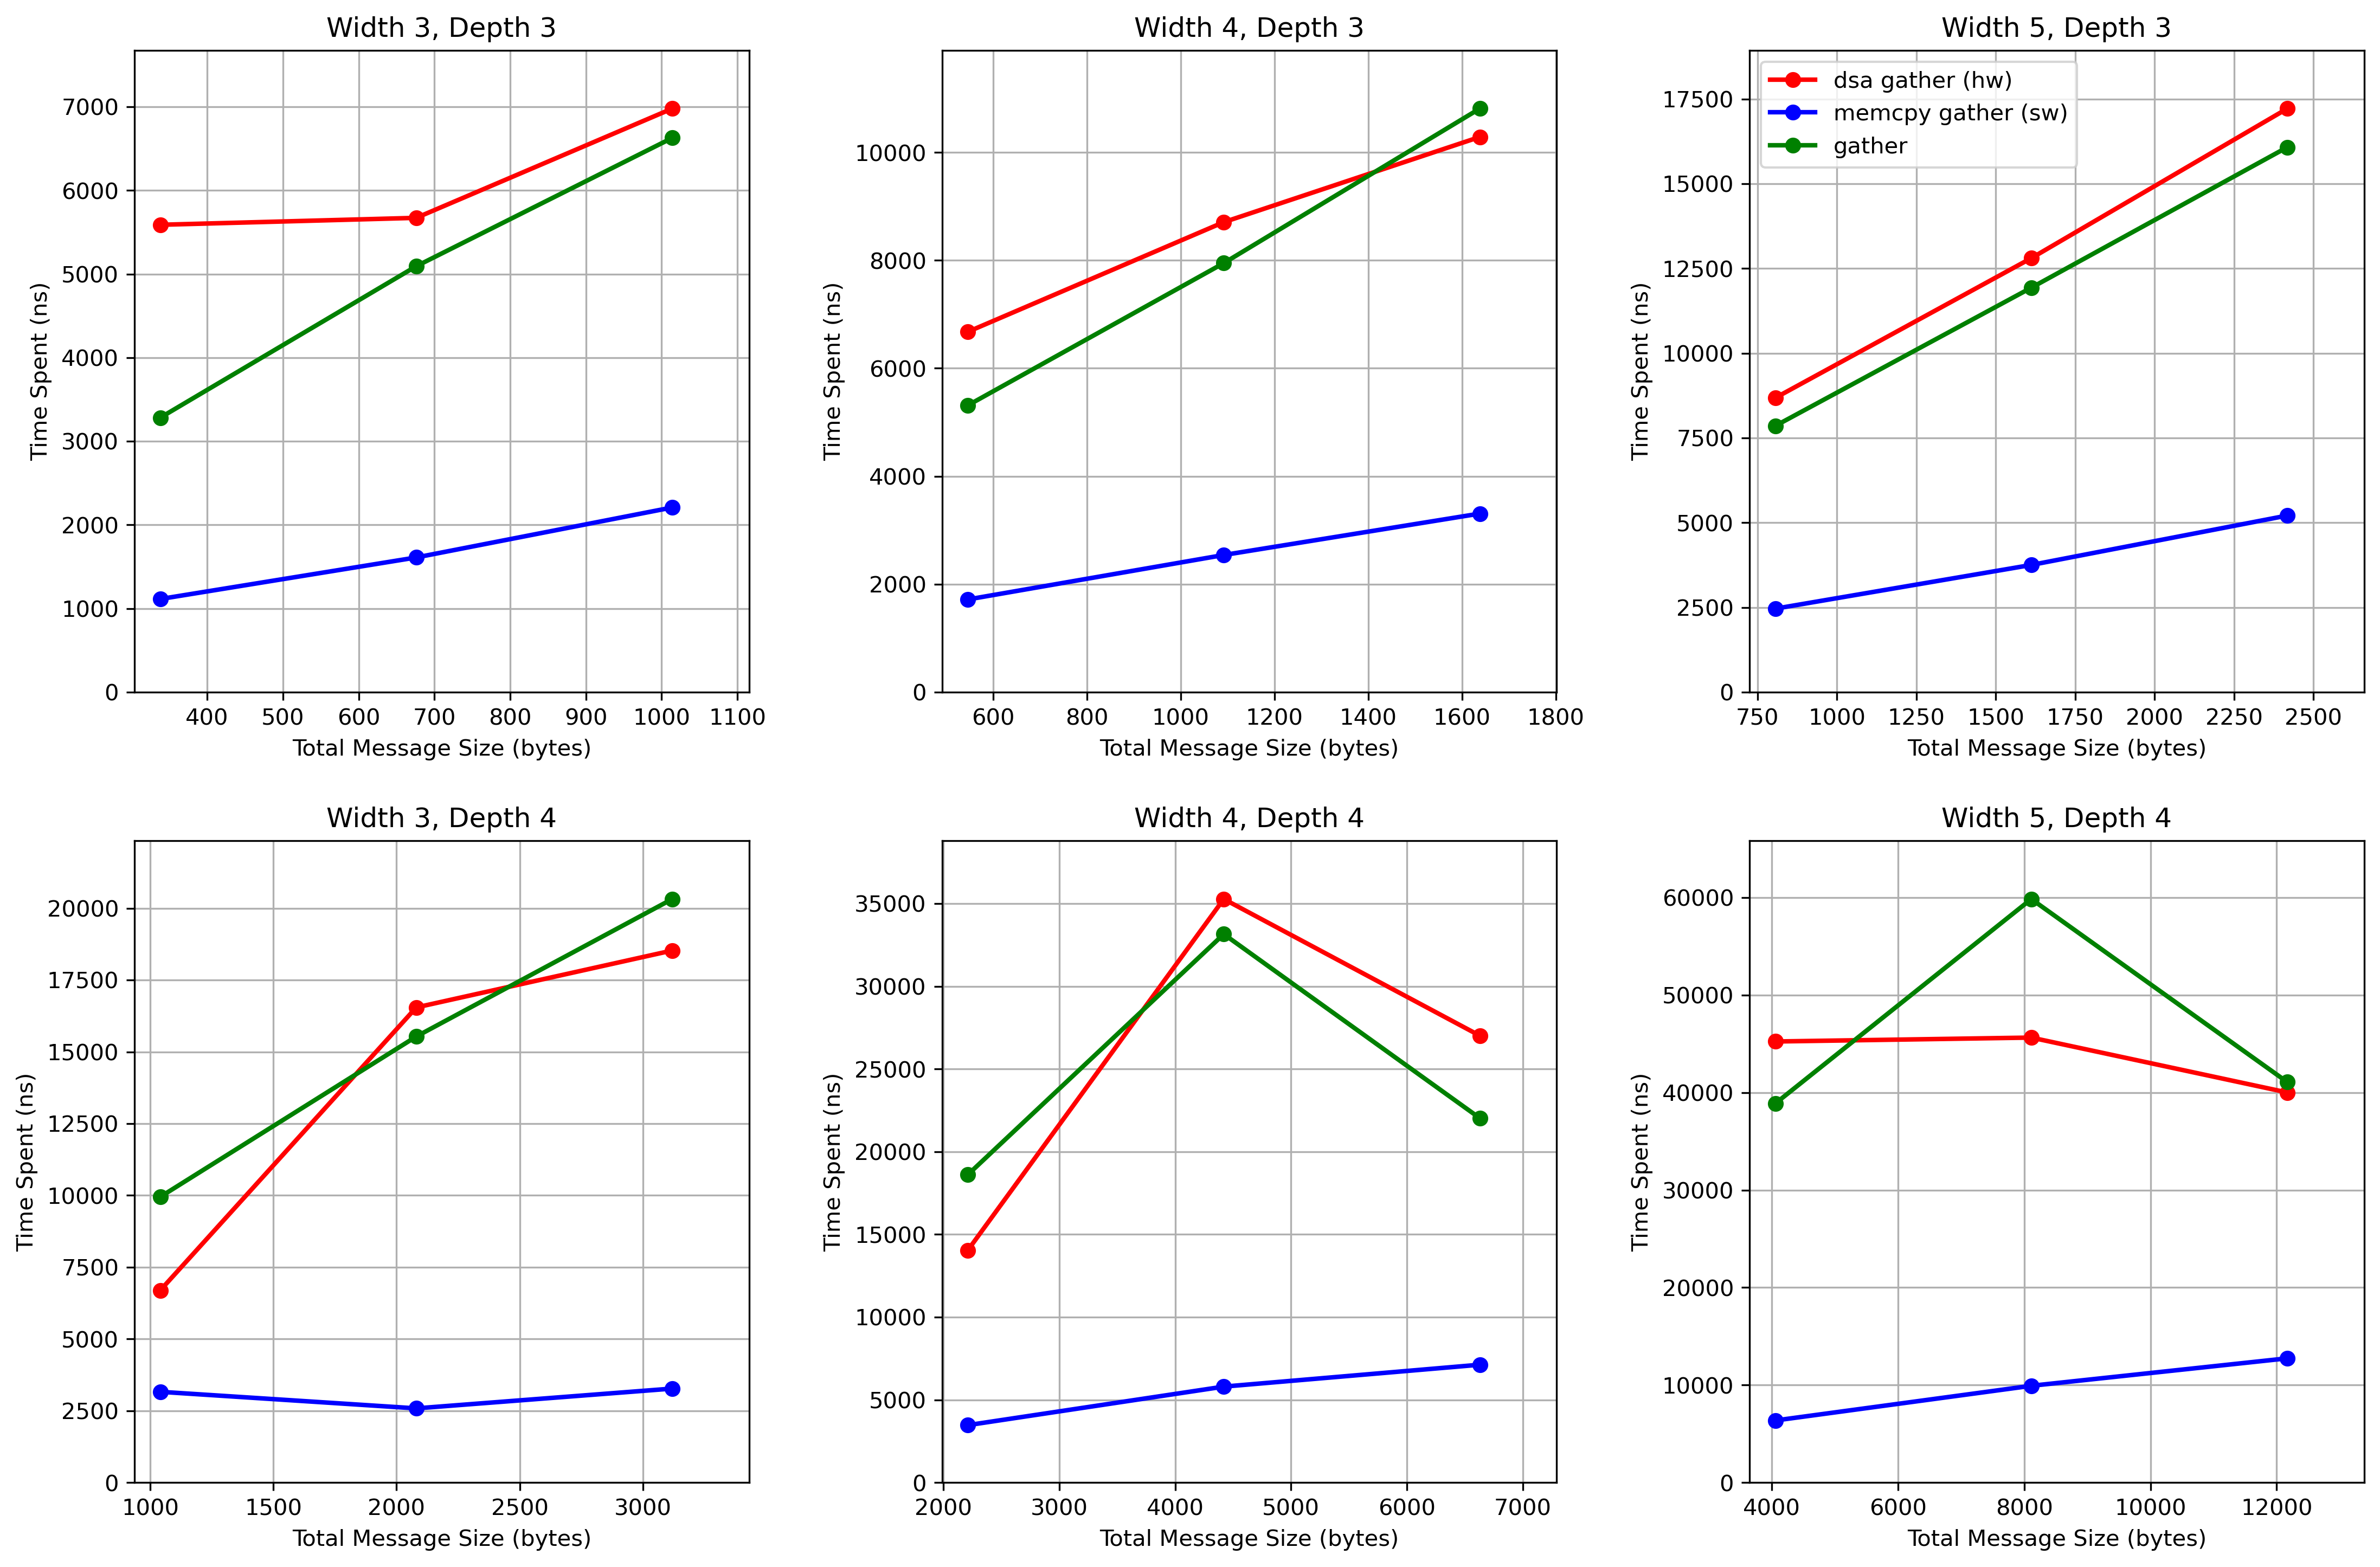 Width 3, Depth 3
Time Spent (ns)
7000
6000
5000
4000
3000
2000
1000
0
400 500 600 700 800 900 1000 1100
Total Message Size (bytes)
Width 4, Depth 3
Time Spent (ns)
10000
8000
6000
4000
2000
0
600 800 1000 1200 1400 1600 1800
Total Message Size (bytes)
Width 5, Depth 3
dsa gather (hw)
memcpy gather (sw)
gather
Time Spent (ns)
17500
15000
12500
10000
7500
5000
2500
0
750 1000 1250 1500 1750 2000 2250 2500
Total Message Size (bytes)
Width 3, Depth 4
Time Spent (ns)
20000
17500
15000
12500
10000
7500
5000
2500
0
1000 1500 2000 2500 3000
Total Message Size (bytes)
Width 4, Depth 4
Time Spent (ns)
35000
30000
25000
20000
15000
10000
5000
0
2000 3000 4000 5000 6000 7000
Total Message Size (bytes)
Width 5, Depth 4
Time Spent (ns)
60000
50000
40000
30000
20000
10000
0
4000 6000 8000 10000 12000
Total Message Size (bytes)